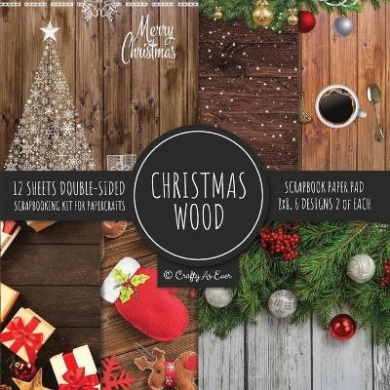 Merry
Christmas
12 SHEETS DOUBLE-SIDED
SCRAPBOOKING KIT FOR PAPERCRAFTS
CHRISTMAS
WOOD
SCRAPBOOK PAPER PAD
8x8, 6 DESIGNS 2 OF EACH
© Crafty As Ever